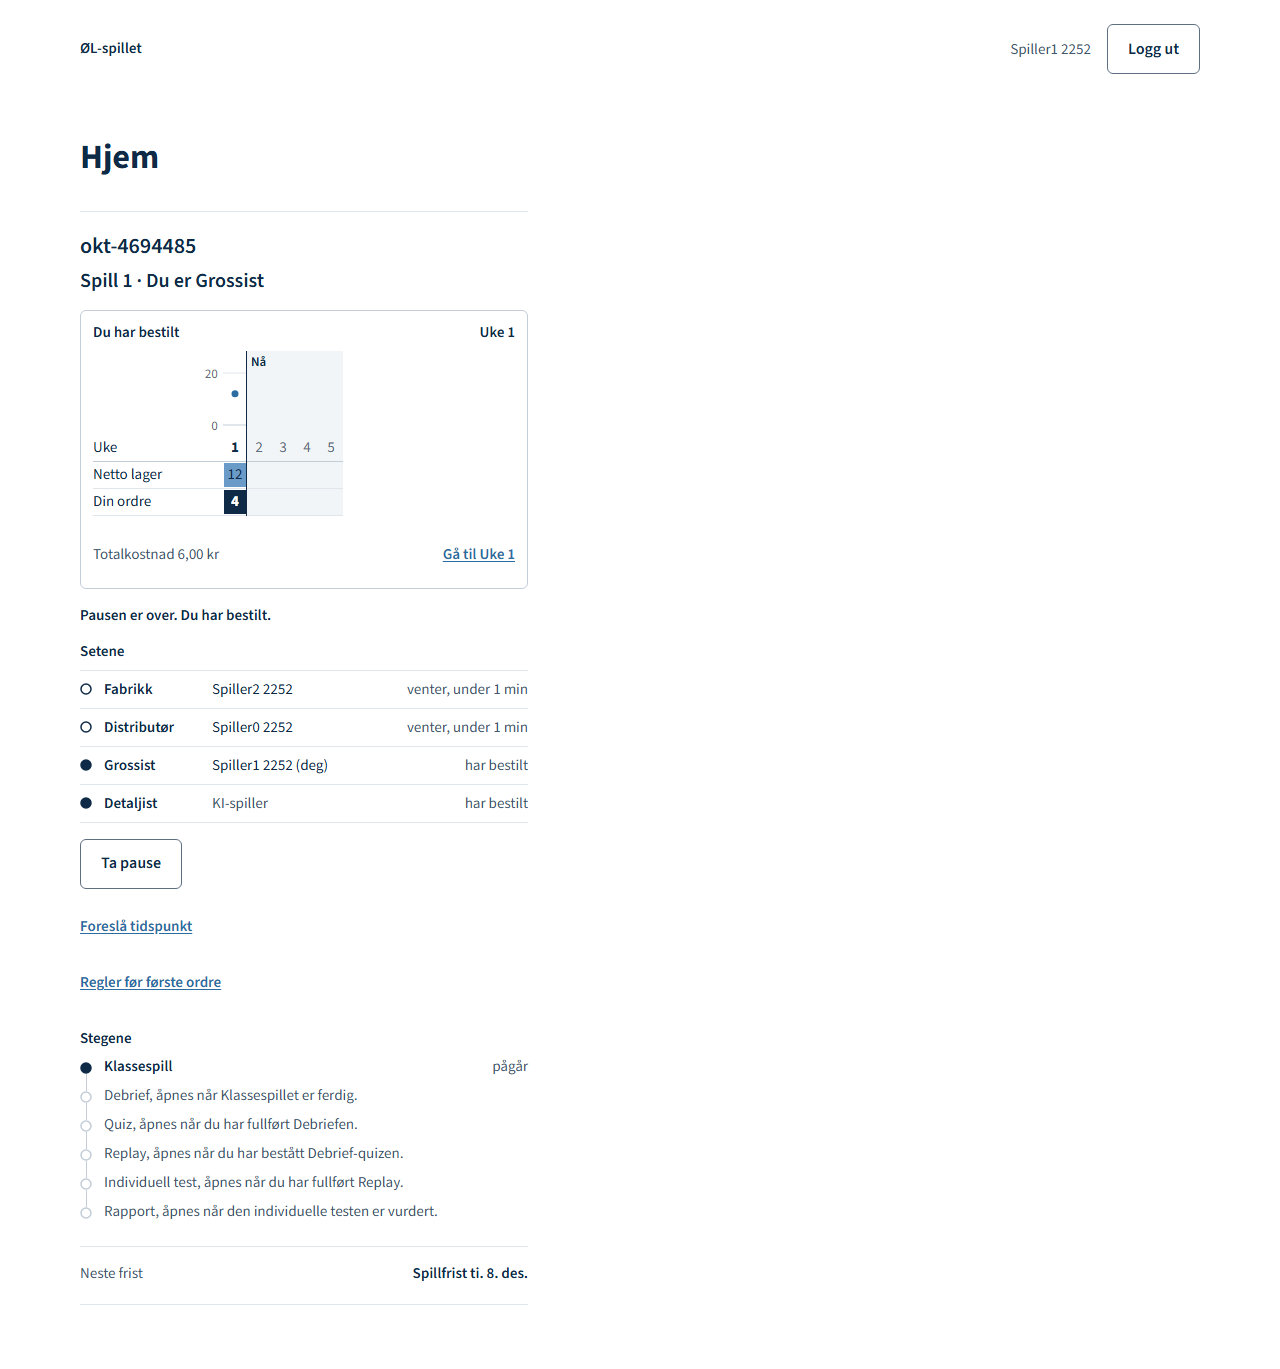 ØL-spillet
Spiller1 2252
Logg ut
Hjem
okt-4694485
Spill 1 · Du er Grossist
Du har bestilt
Uke 1
Nå
20
0
Uke 1 2 3 4 5
Netto lager 12
Din ordre 4
Totalkostnad 6,00 kr
Gå til Uke 1
Pausen er over. Du har bestilt.
Setene
Fabrikk Spiller2 2252 venter, under 1 min
Distributør Spiller0 2252 venter, under 1 min
Grossist Spiller1 2252 (deg) har bestilt
Detaljist KI-spiller har bestilt
Ta pause
Foreslå tidspunkt
Regler før første ordre
Stegene
Klassespill pågår
Debrief, åpnes når Klassespillet er ferdig.
Quiz, åpnes når du har fullført Debriefen.
Replay, åpnes når du har bestått Debrief-quizen.
Individuell test, åpnes når du har fullført Replay.
Rapport, åpnes når den individuelle testen er vurdert.
Neste frist Spillfrist ti. 8. des.